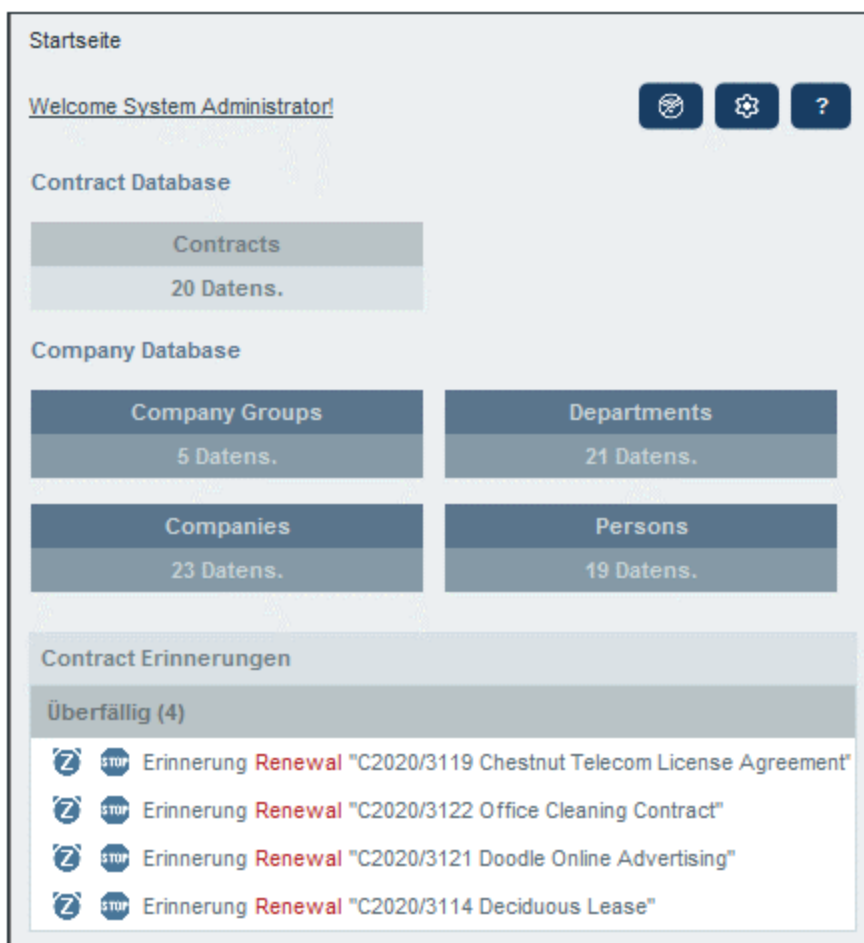 Startseite
Welcome System Administrator!
?
Contract Database
Contracts
20 Datens.
Company Database
Company Groups
Departments
5 Datens.
21 Datens.
Companies
Persons
23 Datens.
19 Datens.
Contract Erinnerungen
Überfällig (4)
Z STOP Erinnerung Renewal "C2020/3119 Chestnut Telecom License Agreement"
Z STOP Erinnerung Renewal "C2020/3122 Office Cleaning Contract"
Z STOP Erinnerung Renewal "C2020/3121 Doodle Online Advertising"
Z STOP Erinnerung Renewal "C2020/3114 Deciduous Lease"